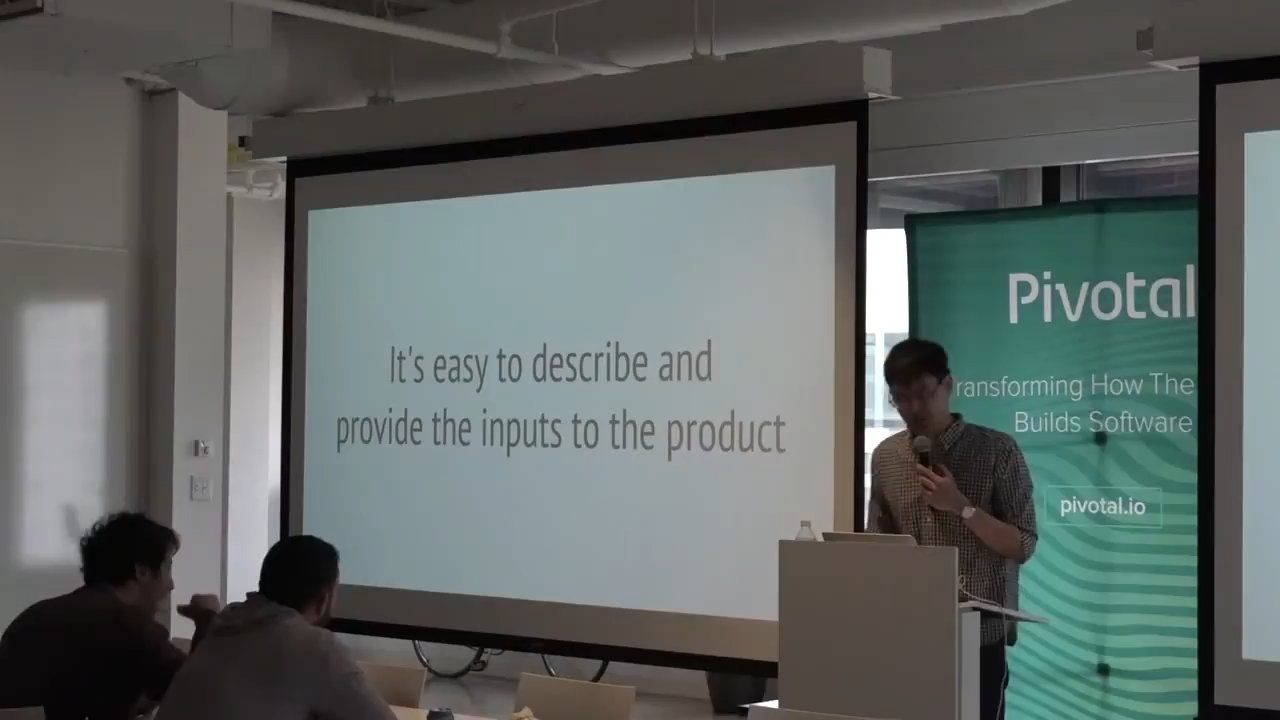 It's easy to describe and
provide the inputs to the product
Pivotal
ransforming How The
Builds Software
pivotal.io